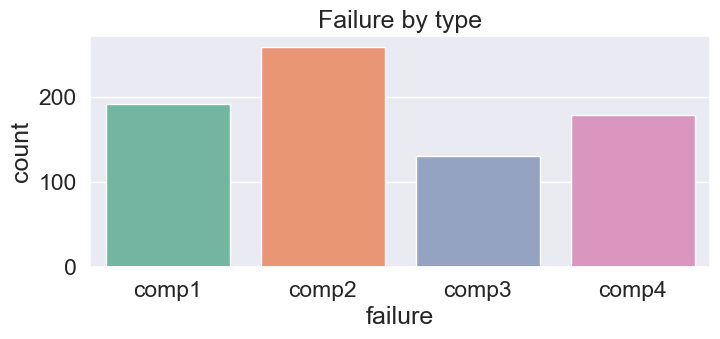 Failure by type
count
200
100
0
comp1 comp2 comp3 comp4
failure